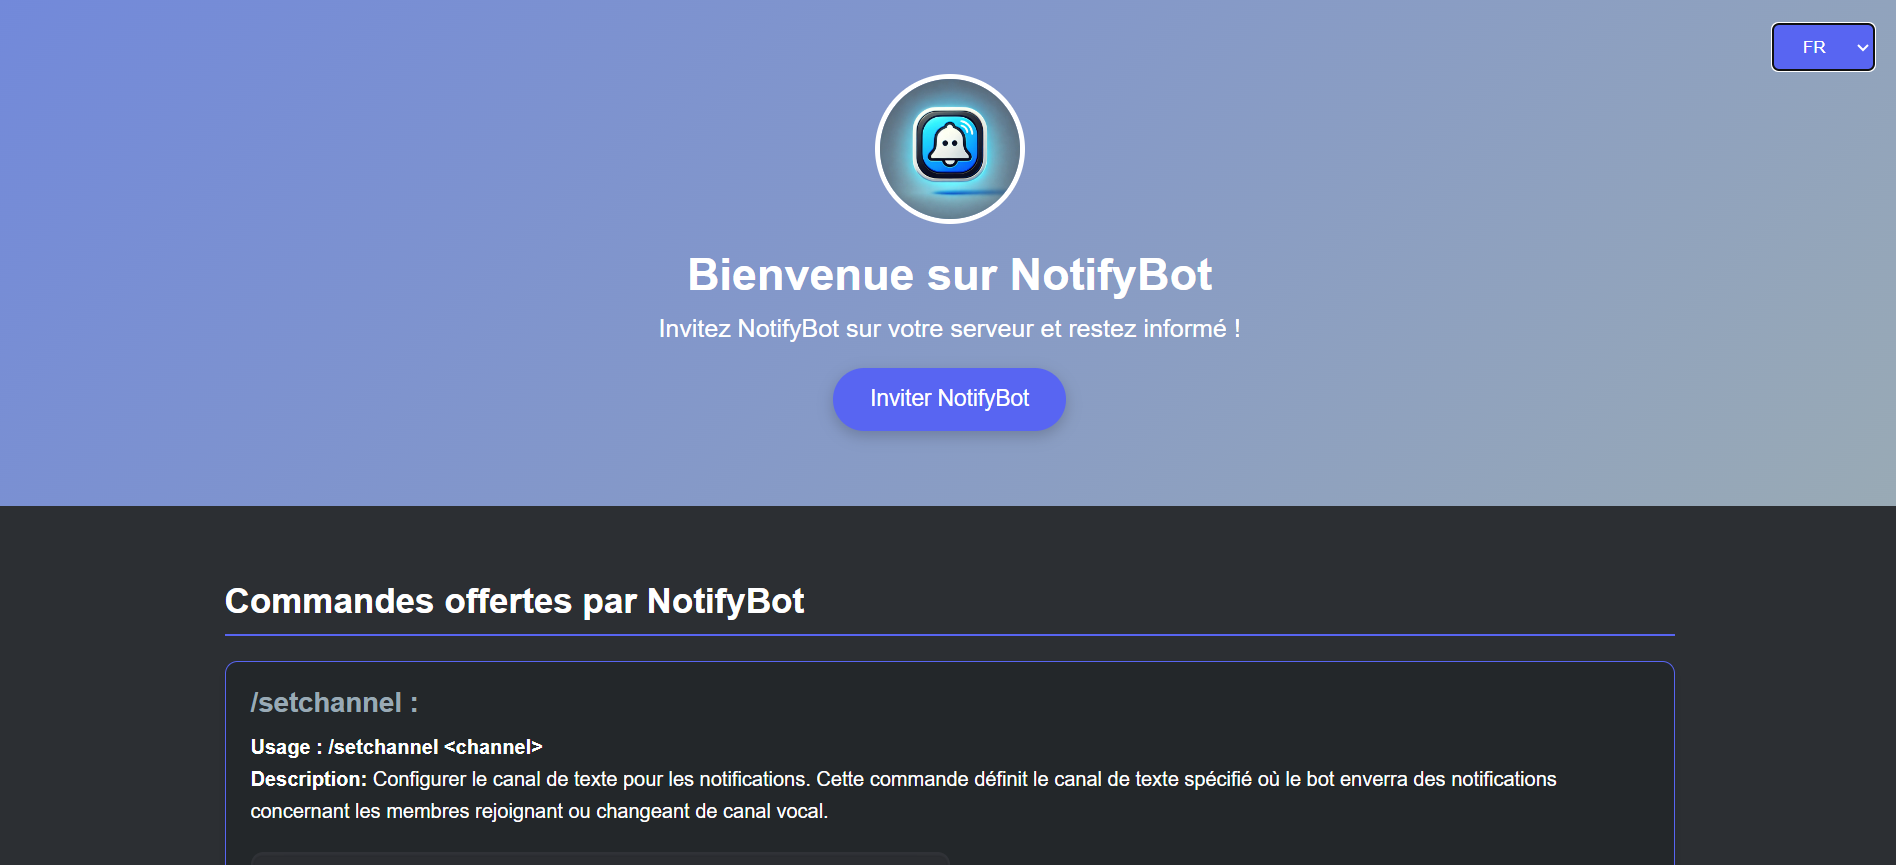 FR
Bienvenue sur NotifyBot
Invitez NotifyBot sur votre serveur et restez informé !
Inviter NotifyBot
Commandes offertes par NotifyBot
/setchannel :
Usage : /setchannel <channel>
Description: Configurer le canal de texte pour les notifications. Cette commande définit le canal de texte spécifié où le bot enverra des notifications
concernant les membres rejoignant ou changeant de canal vocal.